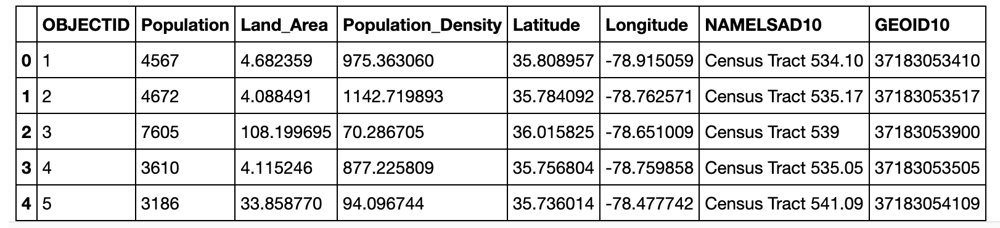 OBJECTID Population Land_Area Population_Density Latitude Longitude NAMELSAD10 GEOID10
0 1 4567 4.682359 975.363060 35.808957 -78.915059 Census Tract 534.10 37183053410
1 2 4672 4.088491 1142.719893 35.784092 -78.762571 Census Tract 535.17 37183053517
2 3 7605 108.199695 70.286705 36.015825 -78.651009 Census Tract 539 37183053900
3 4 3610 4.115246 877.225809 35.756804 -78.759858 Census Tract 535.05 37183053505
4 5 3186 33.858770 94.096744 35.736014 -78.477742 Census Tract 541.09 37183054109